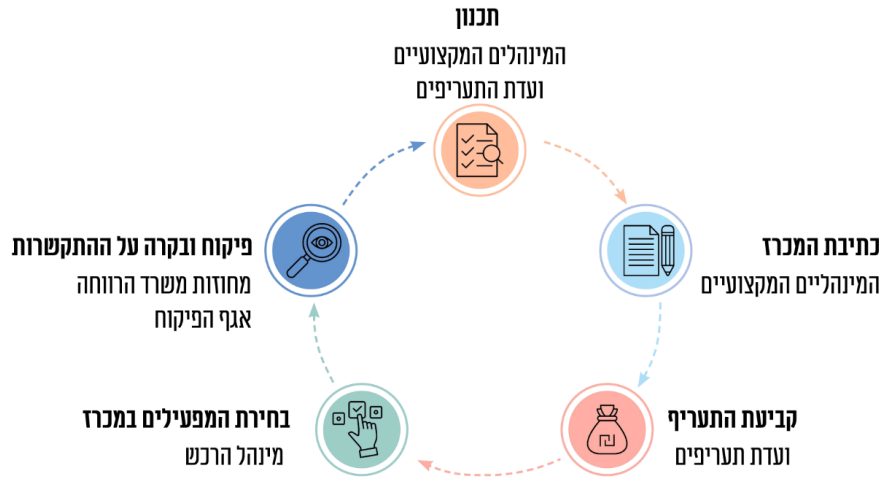 תכנון
המינהלים המקצועיים
ועדת התעריפים
כתיבת המכרז
המינהליים המקצועיים
קביעת התעריף
ועדת תעריפים
בחירת המפעילים במכרז
מינהל הרכש
פיקוח ובקרה על ההתקשרות
מחוזות משרד הרווחה
אגף הפיקוח
₪